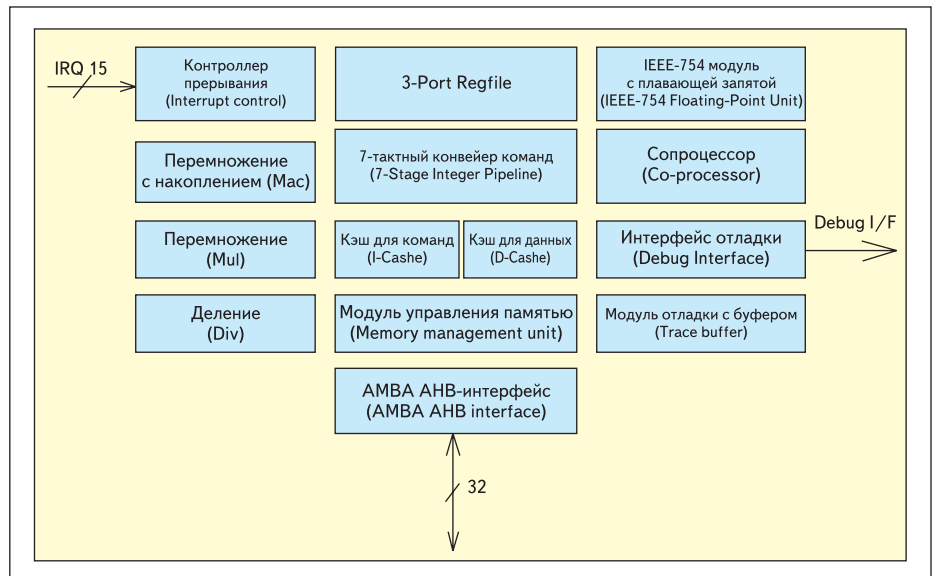 IRQ 15
Контроллер
прерывания
(Interrupt control)
3-Port Regfile
IEEE-754 модуль
с плавающей запятой
(IEEE-754 Floating-Point Unit)
Перемножение
с накоплением (Mac)
7-тактный конвейер команд
(7-Stage Integer Pipeline)
Сопроцессор
(Co-processor)
Перемножение
(Mul)
Кэш для команд
(I-Cashe)
Кэш для данных
(D-Cashe)
Интерфейс отладки
(Debug Interface)
Debug I/F
Деление
(Div)
Модуль управления памятью
(Memory management unit)
Модуль отладки с буфером
(Trace buffer)
AMBA AHB-интерфейс
(AMBA AHB interface)
32